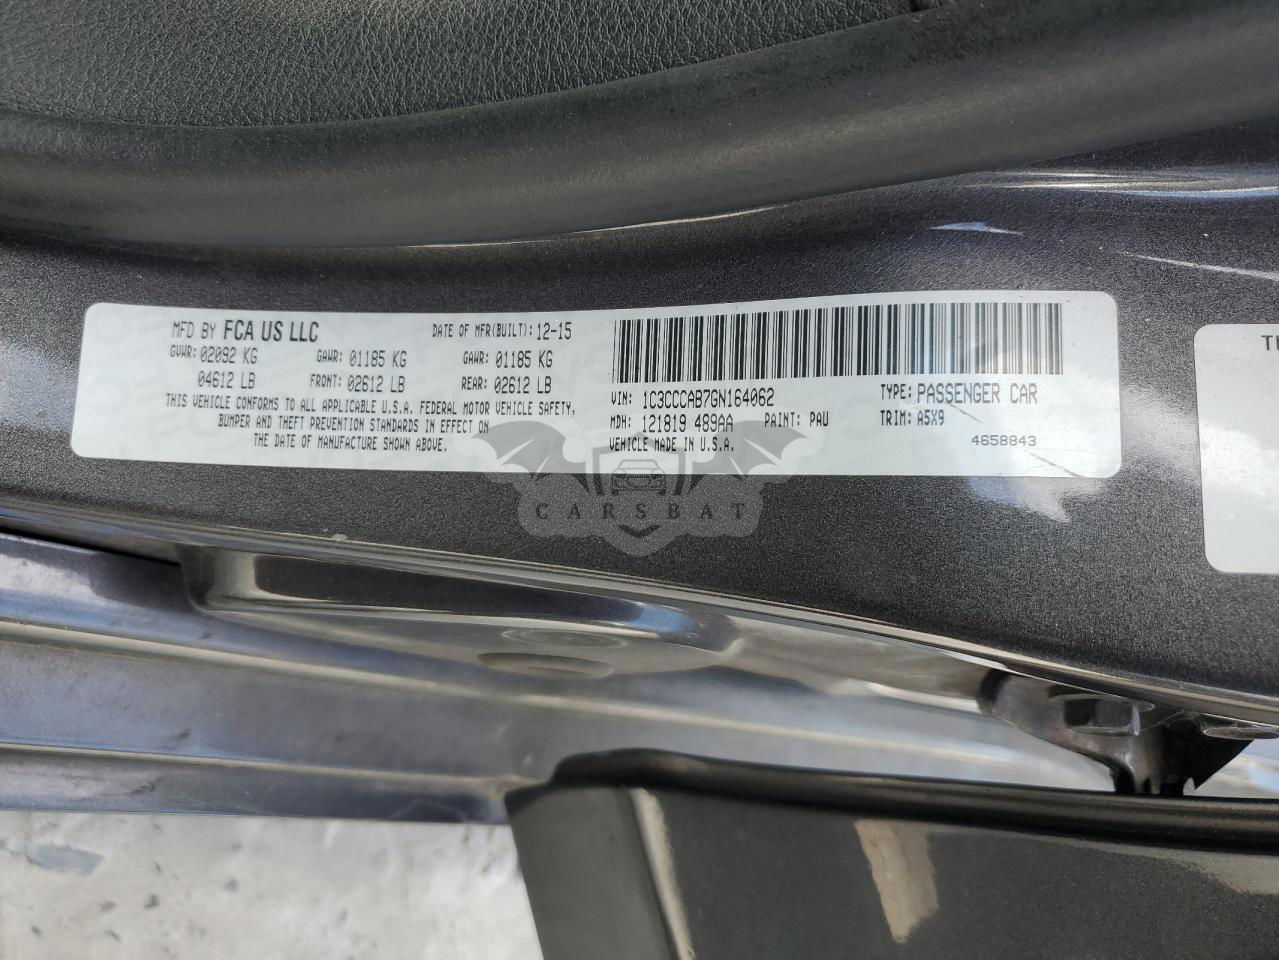 MFD BY FCA US LLC DATE OF MFR(BUILT): 12-15
GVWR: 02092 KG GAWR: 01185 KG GAWR: 01185 KG
04612 LB FRONT: 02612 LB REAR: 02612 LB
THIS VEHICLE CONFORMS TO ALL APPLICABLE U.S.A. FEDERAL MOTOR VEHICLE SAFETY,
BUMPER AND THEFT PREVENTION STANDARDS IN EFFECT ON
THE DATE OF MANUFACTURE SHOWN ABOVE.
VIN: 1C3CCCAB7GN164062 TYPE: PASSENGER CAR
MDH: 121819 489AA PAINT: PAU TRIM: A5X9
VEHICLE MADE IN U.S.A. 4658843
CARSBAT